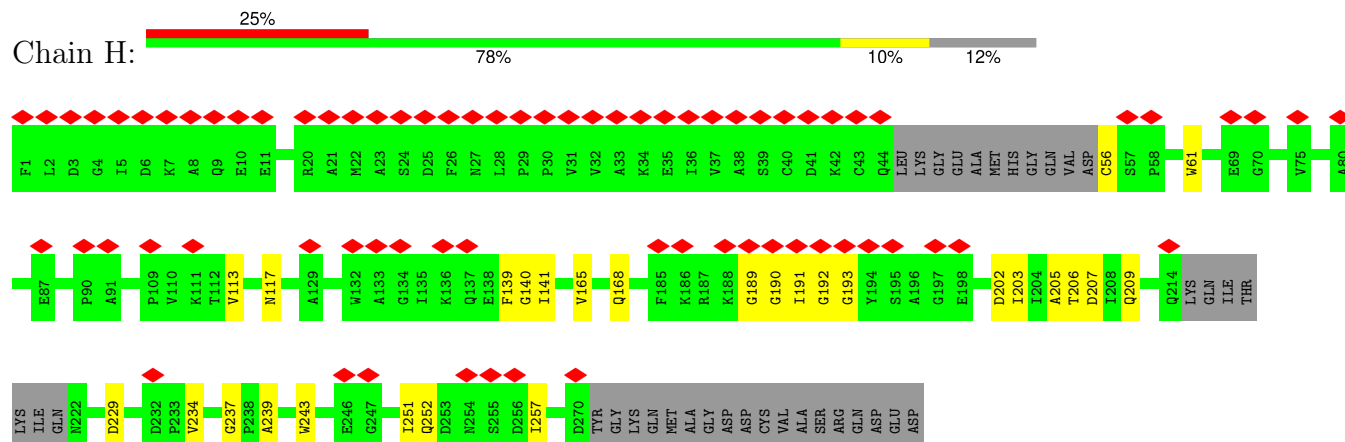 25%
Chain H:
78% 10% 12%
F1 L2 D3 G4 I5 D6 K7 A8 Q9 E10 E11 R20 A21 M22 A23 S24 D25 F26 N27 L28 P29 P30 V31 V32 A33 K34 E35 I36 V37 A38 S39 C40 D41 K42 C43 Q44 LEU LYS GLY GLU ALA MET HIS GLY GLN VAL ASP C56 S57 P58 W61 E69 G70 V75 A80
E87 P90 A91 P109 V110 K111 T112 V113 N117 A129 W132 A133 G134 I135 K136 Q137 E138 F139 G140 I141 V165 Q168 F185 K186 R187 K188 G189 G190 I191 G192 G193 Y194 S195 A196 G197 E198 D202 I203 I204 A205 T206 D207 I208 Q209 Q214 LYS GLN ILE THR
LYS ILE GLN N222 D229 D232 P233 V234 G237 P238 A239 W243 E246 G247 I251 Q252 D253 N254 S255 D256 I257 D270 TYR GLY LYS GLN MET ALA GLY ASP ASP CYS VAL ALA SER ARG GLN ASP GLU ASP